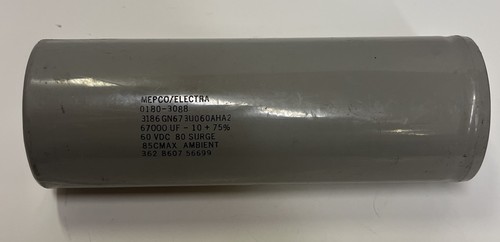 MEPCO/ELECTRA
0180-3088
3186GN673U060AHA2
67000 UF - 10 + 75%
60 VDC 80 SURGE
85CMAX AMBIENT
362 8607 56699